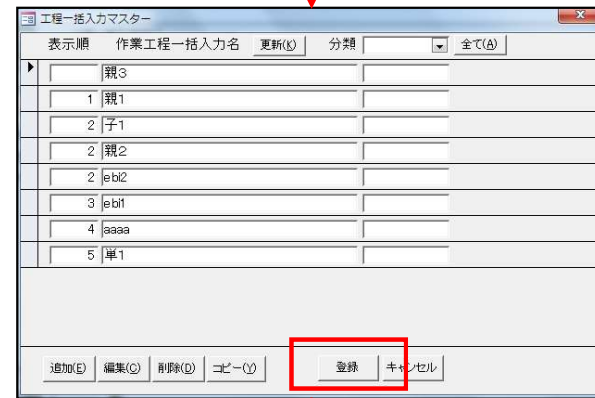 工程一括入力マスター
表示順 作業工程一括入力名 更新(K) 分類 全て(A)
親3
1 親1
2 子1
2 親2
2 ebi2
3 ebi1
4 aaaa
5 単1
追加(E) 編集(C) 削除(D) コピー(Y) 登録 キャンセル